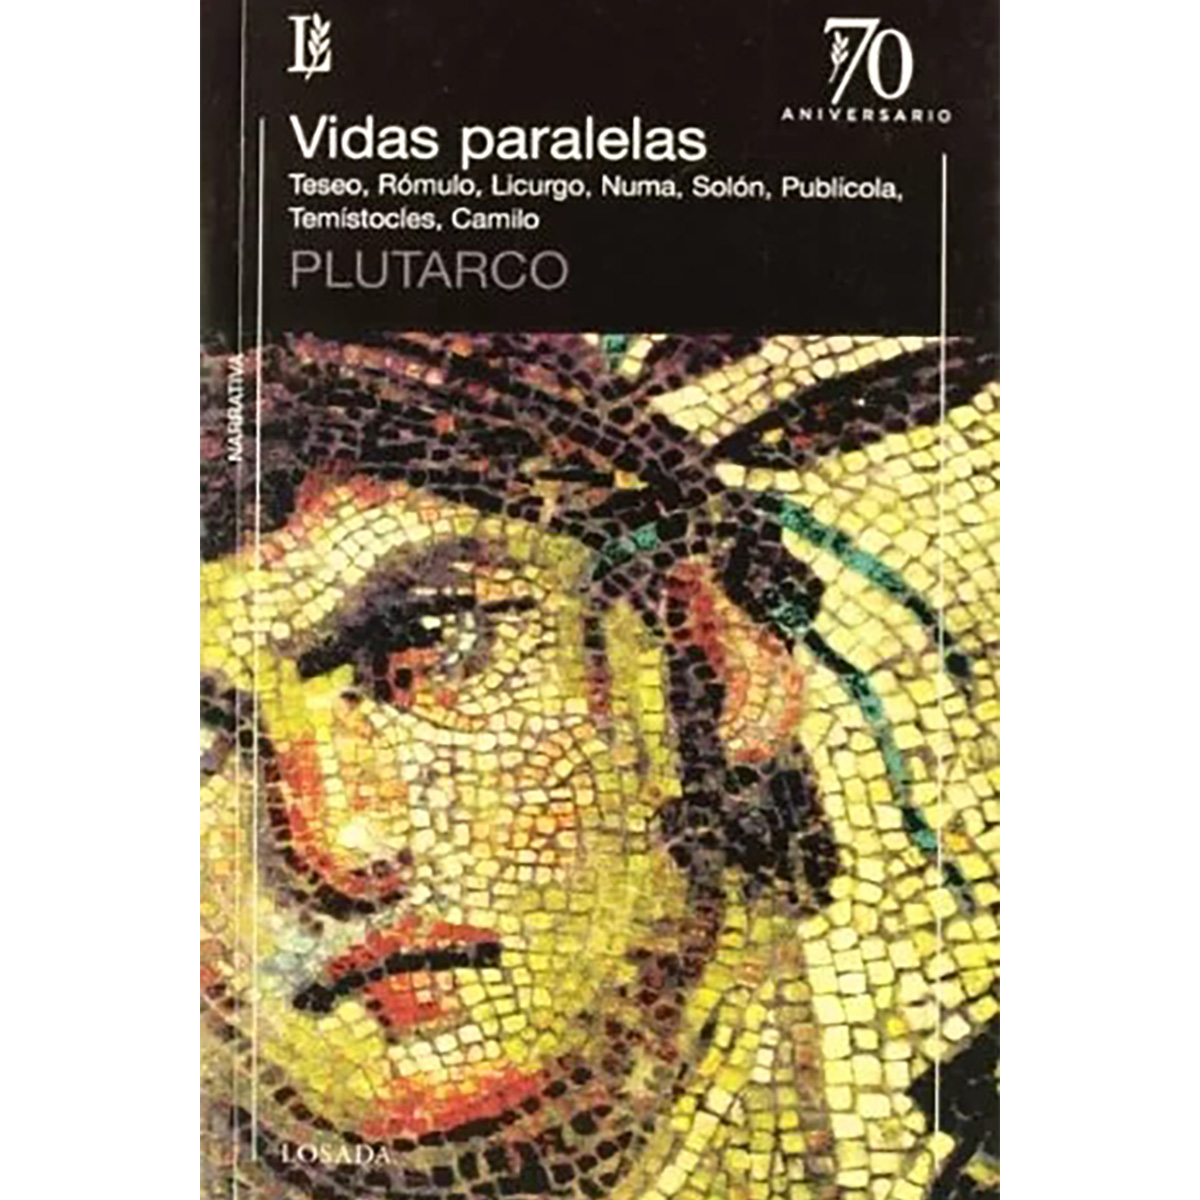 L
70
ANIVERSARIO
Vidas paralelas
Teseo, Rómulo, Licurgo, Numa, Solón, Publícola,
Temístocles, Camilo
PLUTARCO
NARRATIVA
LOSADA